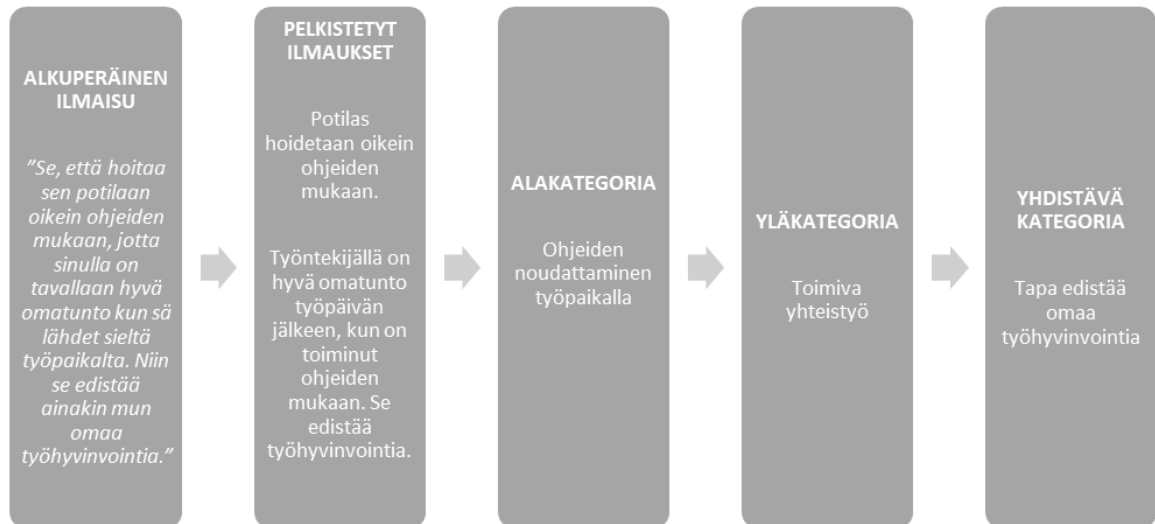 ALKUPERÄINEN
ILMAISU
"Se, että hoitaa
sen potilaan
oikein ohjeiden
mukaan, jotta
sinulla on
tavallaan hyvä
omatunto kun sä
lähdet sieltä
työpaikalta. Niin
se edistää
ainakin mun
omaa
työhyvinvointia."
PELKISTETYT
ILMAUKSET
Potilas
hoidetaan oikein
ohjeiden
mukaan.
Työntekijällä on
hyvä omatunto
työpäivän
jälkeen, kun on
toiminut
ohjeiden
mukaan. Se
edistää
työhyvinvointia.
ALAKATEGORIA
Ohjeiden
noudattaminen
työpaikalla
YLÄKATEGORIA
Toimiva
yhteistyö
YHDISTÄVÄ
KATEGORIA
Tapa edistää
omaa
työhyvinvointia